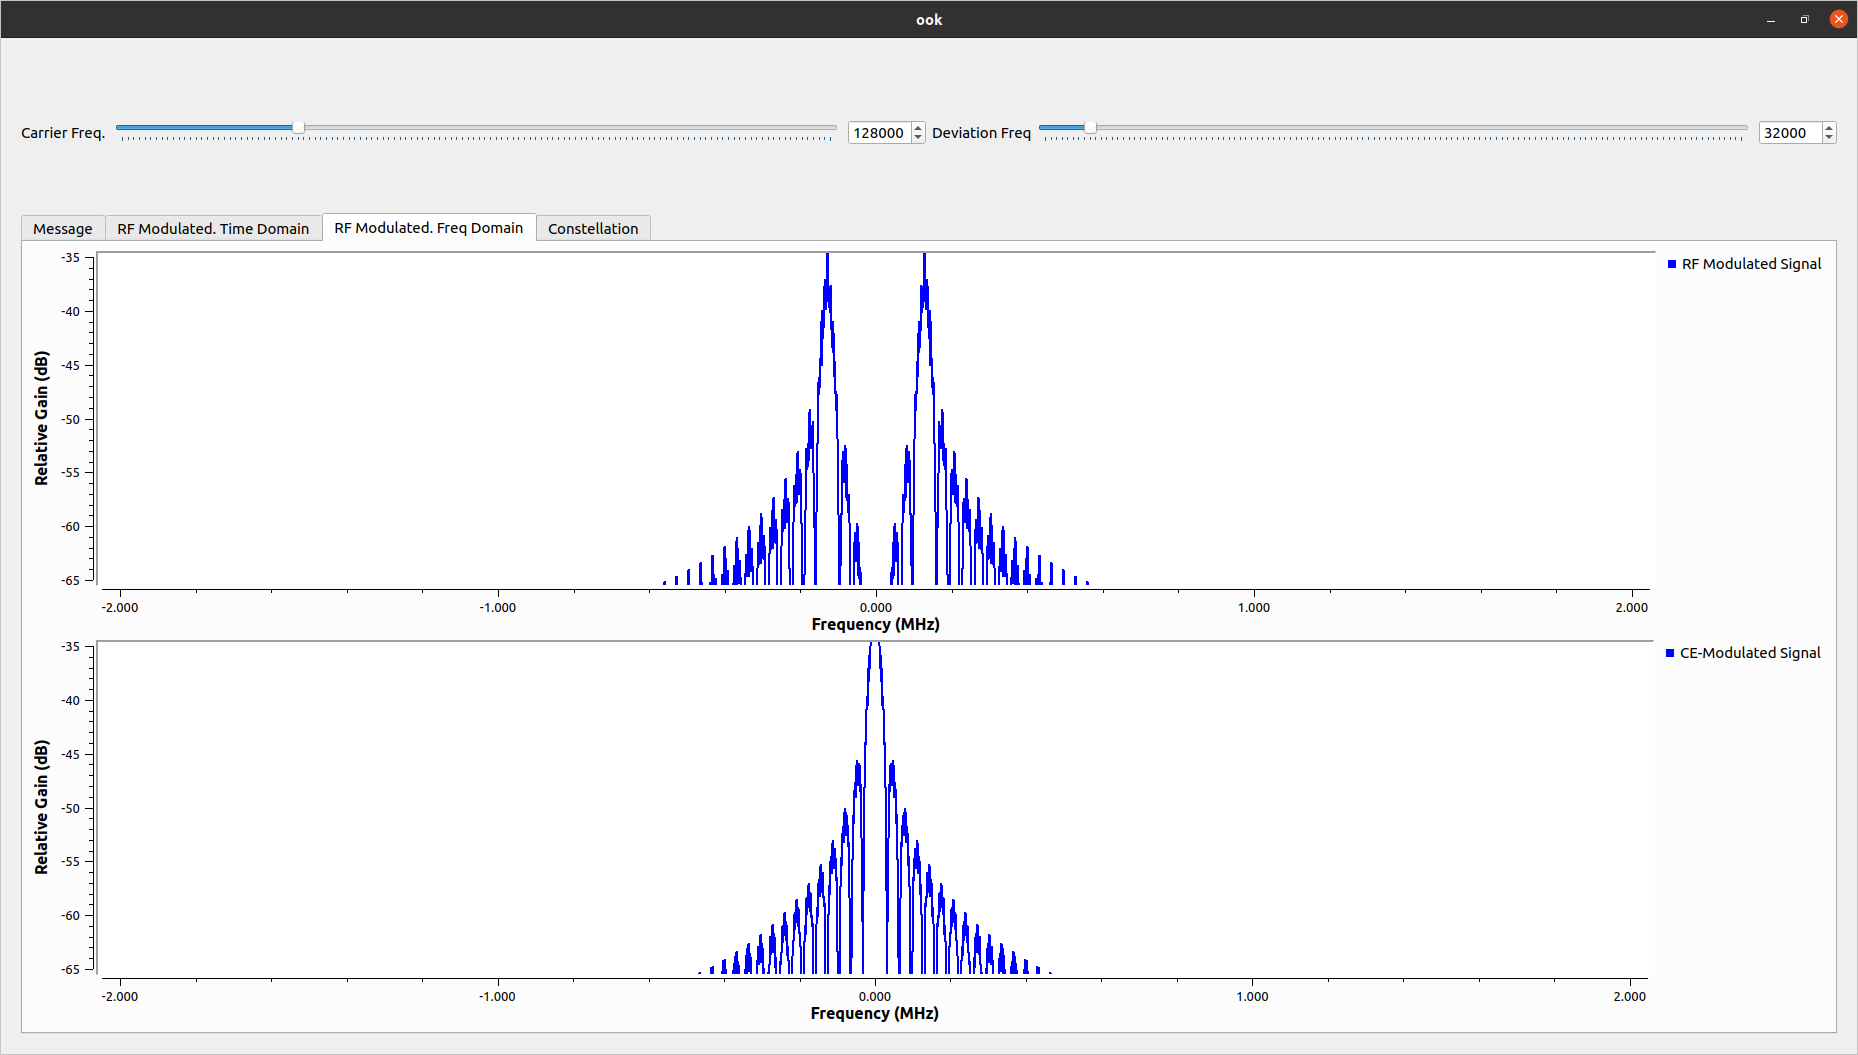 ook
Carrier Freq. 128000 Deviation Freq 32000
Message RF Modulated. Time Domain RF Modulated. Freq Domain Constellation
RF Modulated Signal
Relative Gain (dB)
-35
-40
-45
-50
-55
-60
-65
-2.000 -1.000 0.000 1.000 2.000
Frequency (MHz)
CE-Modulated Signal
Relative Gain (dB)
-35
-40
-45
-50
-55
-60
-65
-2.000 -1.000 0.000 1.000 2.000
Frequency (MHz)